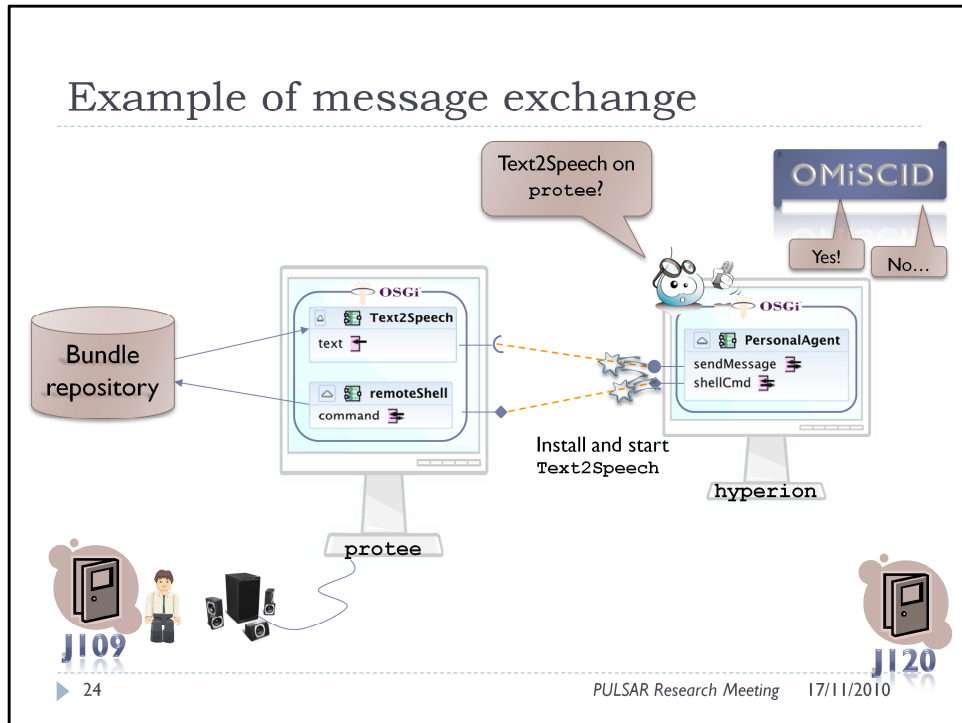 Example of message exchange
Text2Speech on
protee?
OMiSCID
Yes!
No...
OSGi
Text2Speech
text
remoteShell
command
Bundle
repository
OSGi
PersonalAgent
sendMessage
shellCmd
Install and start
Text2Speech
hyperion
protee
J109
J120
24
PULSAR Research Meeting
17/11/2010